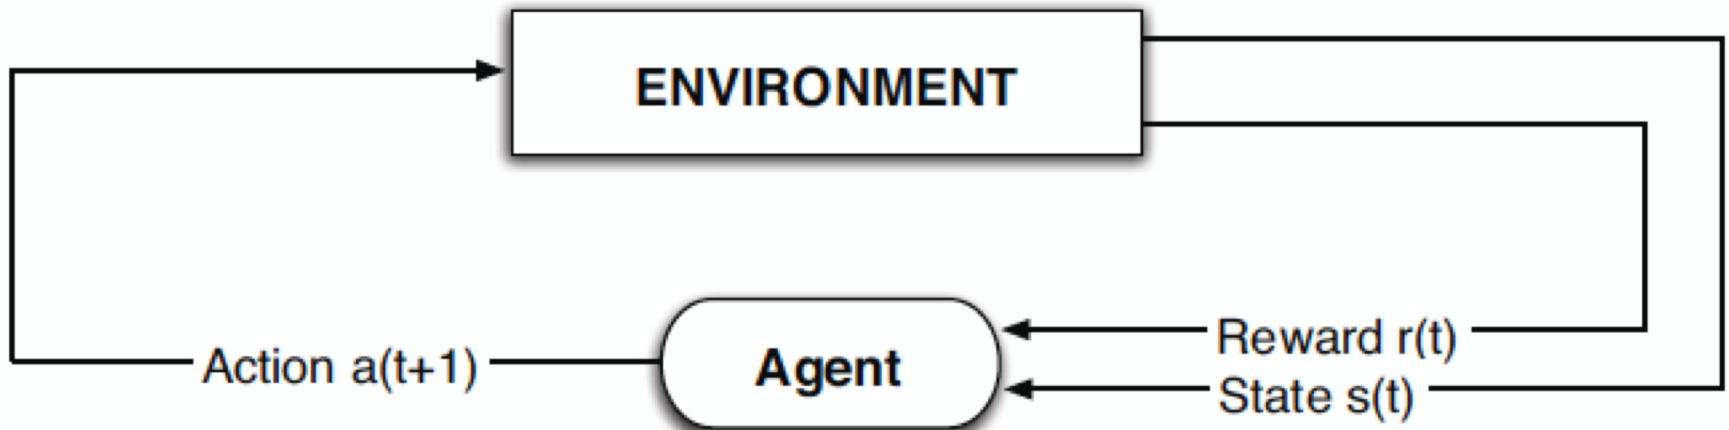 ENVIRONMENT
Action a(t+1)
Agent
Reward r(t)
State s(t)